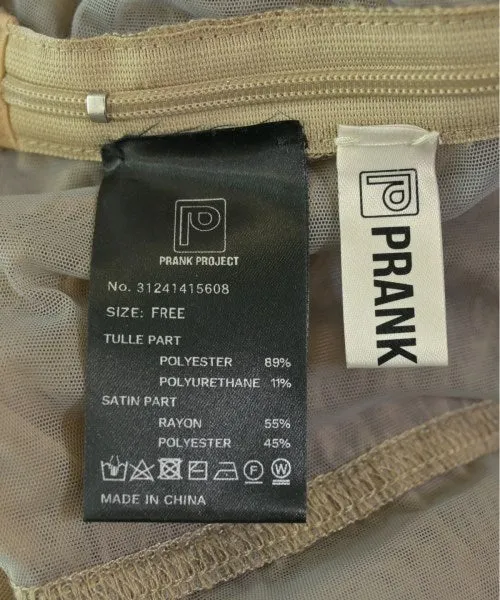 PRANK PROJECT
No. 31241415608
SIZE: FREE
TULLE PART
POLYESTER 89%
POLYURETHANE 11%
SATIN PART
RAYON 55%
POLYESTER 45%
F W
MADE IN CHINA
PRANK